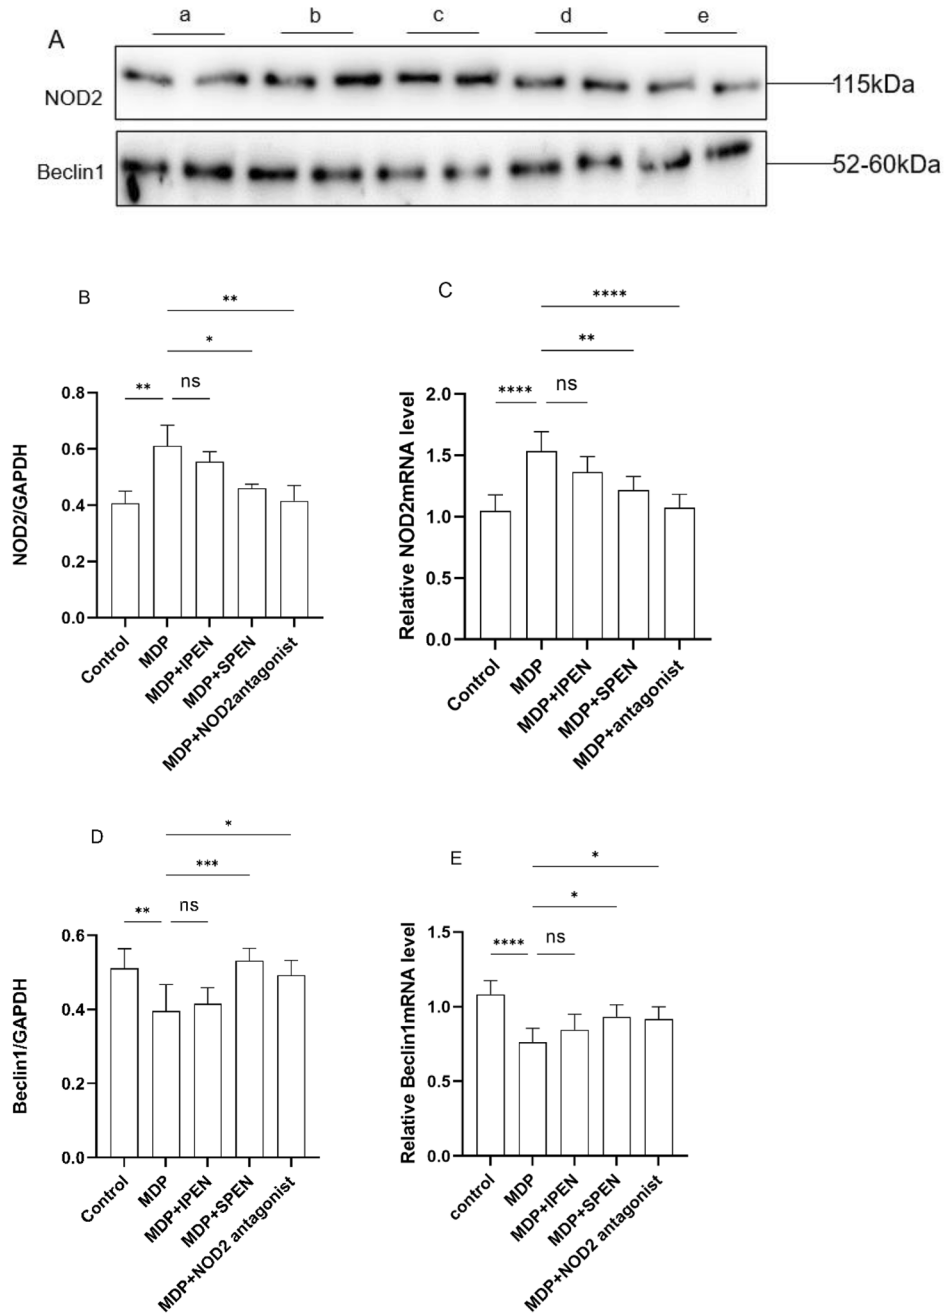 a b c d e
A
NOD2
115kDa
Beclin1
52-60kDa
B
**
*
** ns
0.8
0.6
0.4
0.2
0.0
NOD2/GAPDH
Control
MDP
MDP+IPEN
MDP+SPEN
MDP+NOD2antagonist
C
****
**
**** ns
2.0
1.5
1.0
0.5
0.0
Relative NOD2mRNA level
Control
MDP
MDP+IPEN
MDP+SPEN
MDP+antagonist
D
*
***
** ns
0.6
0.4
0.2
0.0
Beclin1/GAPDH
Control
MDP
MDP+IPEN
MDP+SPEN
MDP+NOD2 antagonist
E
*
*
**** ns
1.5
1.0
0.5
0.0
Relative Beclin1mRNA level
control
MDP
MDP+IPEN
MDP+SPEN
MDP+NOD2 antagonist